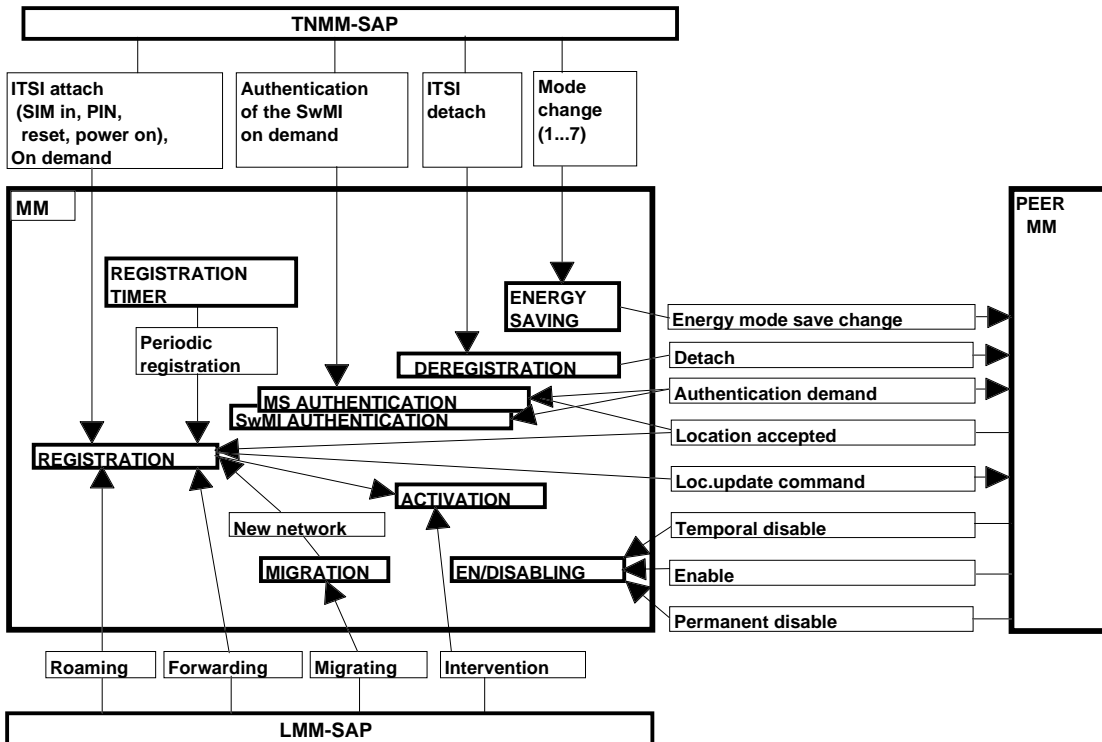 TNMM-SAP
ITSI attach
(SIM in, PIN,
reset, power on),
On demand
Authentication
of the SwMI
on demand
ITSI
detach
Mode
change
(1...7)
MM
PEER
MM
REGISTRATION
TIMER
ENERGY
SAVING
Energy mode save change
Periodic
registration
DEREGISTRATION
Detach
MS AUTHENTICATION
SwMI AUTHENTICATION
Authentication demand
Location accepted
REGISTRATION
Loc.update command
ACTIVATION
New network
Temporal disable
MIGRATION
EN/DISABLING
Enable
Permanent disable
Roaming
Forwarding
Migrating
Intervention
LMM-SAP